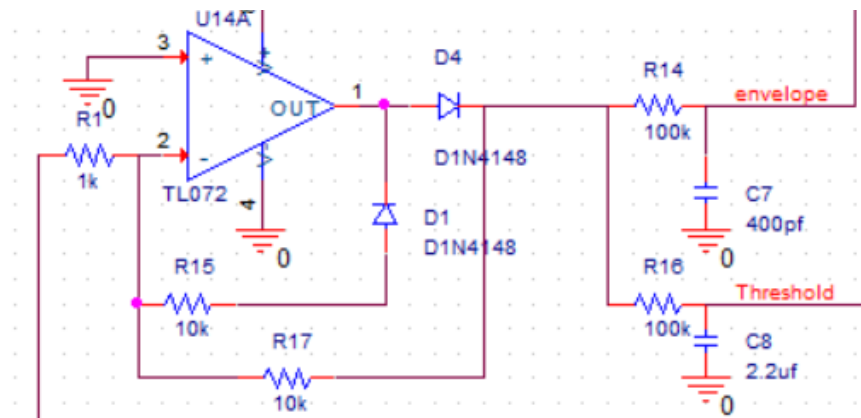 U14A
3
+
V+
0
R1
2
-
1k
OUT
1
V-
TL072
4
0
D4
D1N4148
D1
D1N4148
R15
10k
R17
10k
R14
100k
envelope
C7
400pf
0
R16
100k
Threshold
C8
2.2uf
0